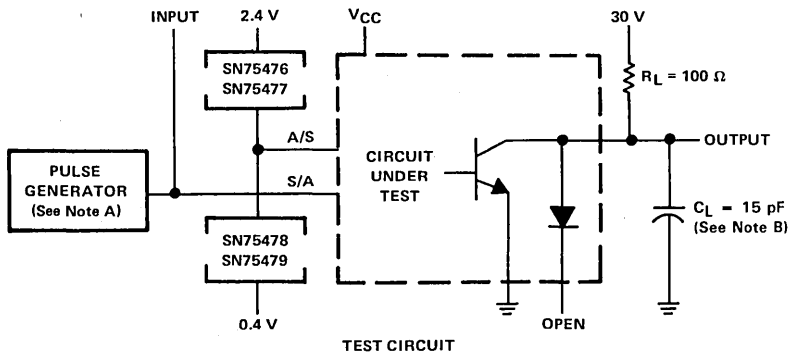 INPUT
2.4 V
VCC
30 V
SN75476
SN75477
RL = 100 Ω
A/S
OUTPUT
PULSE
GENERATOR
(See Note A)
S/A
CIRCUIT
UNDER
TEST
CL = 15 pF
(See Note B)
SN75478
SN75479
0.4 V
OPEN
TEST CIRCUIT